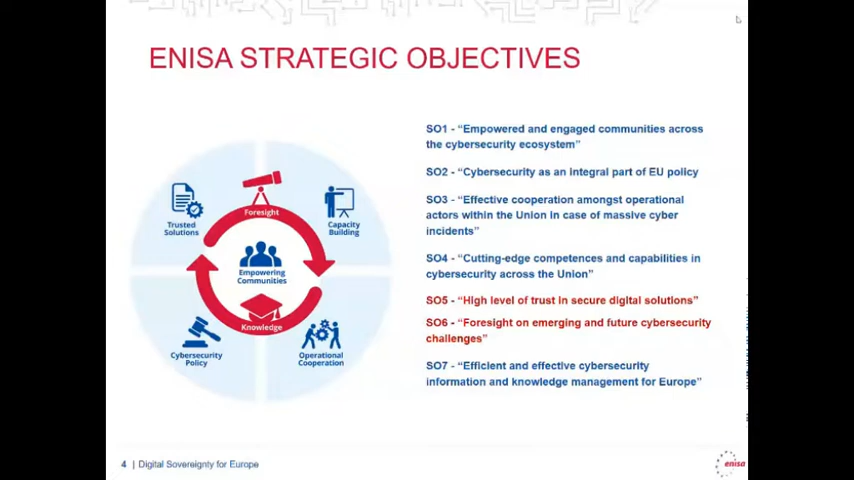 ENISA STRATEGIC OBJECTIVES
Trusted
Solutions
Foresight
Capacity
Building
Empowering
Communities
Knowledge
Cybersecurity
Policy
Operational
Cooperation
SO1 - “Empowered and engaged communities across
the cybersecurity ecosystem”
SO2 - “Cybersecurity as an integral part of EU policy
SO3 - “Effective cooperation amongst operational
actors within the Union in case of massive cyber
incidents”
SO4 - “Cutting-edge competences and capabilities in
cybersecurity across the Union”
SO5 - “High level of trust in secure digital solutions”
SO6 - “Foresight on emerging and future cybersecurity
challenges”
SO7 - “Efficient and effective cybersecurity
information and knowledge management for Europe”
4 | Digital Sovereignty for Europe
enisa